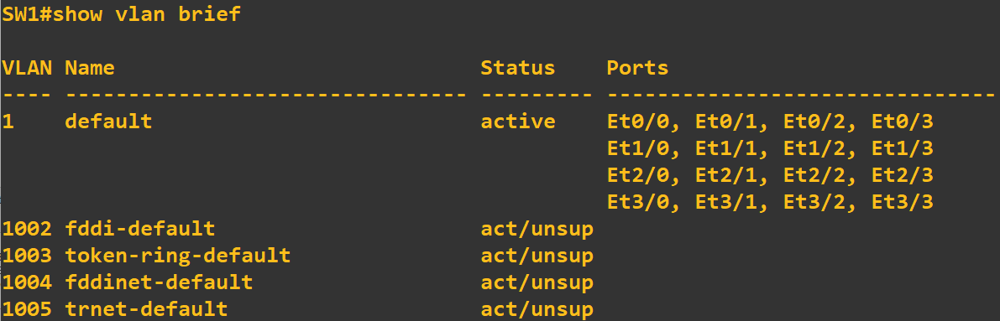 SW1#show vlan brief
VLAN Name                             Status    Ports
---- -------------------------------- --------- -------------------------------
1    default                          active    Et0/0, Et0/1, Et0/2, Et0/3
                                                Et1/0, Et1/1, Et1/2, Et1/3
                                                Et2/0, Et2/1, Et2/2, Et2/3
                                                Et3/0, Et3/1, Et3/2, Et3/3
1002 fddi-default                     act/unsup
1003 token-ring-default               act/unsup
1004 fddinet-default                  act/unsup
1005 trnet-default                    act/unsup